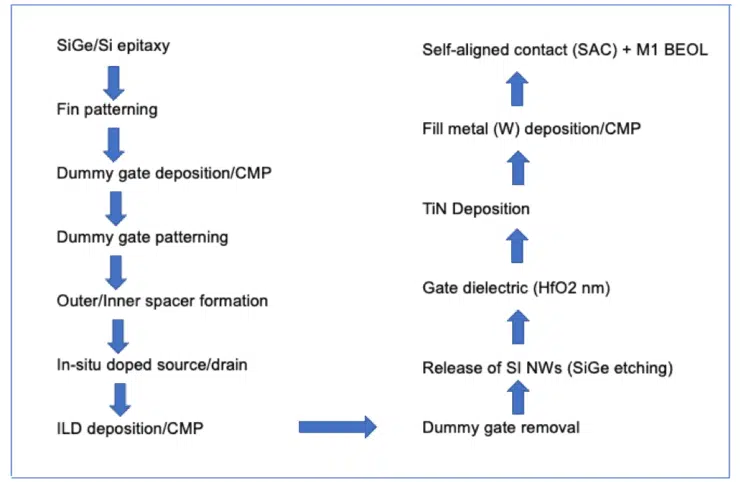 SiGe/Si epitaxy
Fin patterning
Dummy gate deposition/CMP
Dummy gate patterning
Outer/Inner spacer formation
In-situ doped source/drain
ILD deposition/CMP
Dummy gate removal
Release of SI NWs (SiGe etching)
Gate dielectric (HfO2 nm)
TiN Deposition
Fill metal (W) deposition/CMP
Self-aligned contact (SAC) + M1 BEOL